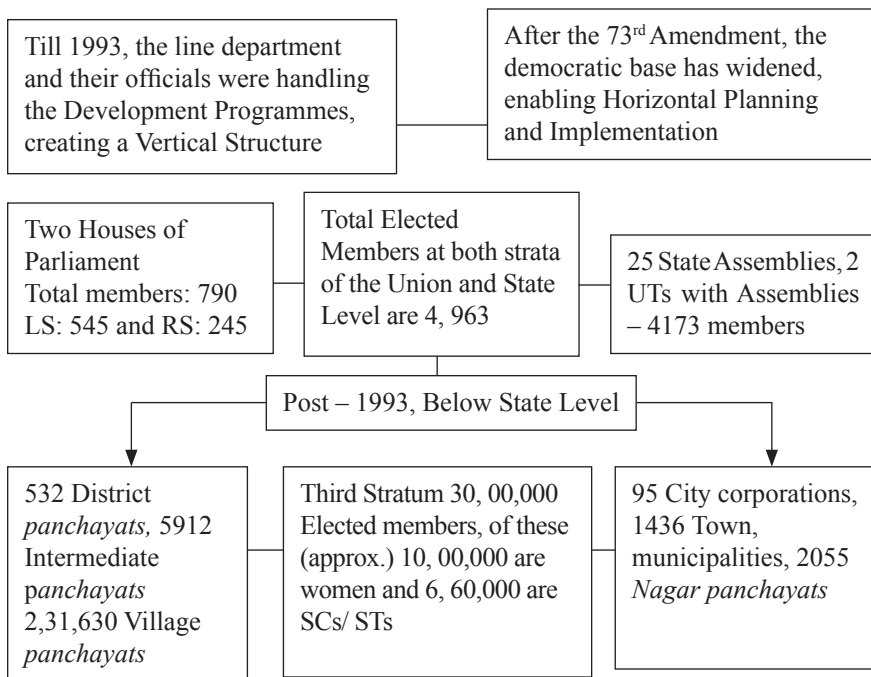 Till 1993, the line department
and their officials were handling
the Development Programmes,
creating a Vertical Structure
After the 73rd Amendment, the
democratic base has widened,
enabling Horizontal Planning
and Implementation
Two Houses of
Parliament
Total members: 790
LS: 545 and RS: 245
Total Elected
Members at both strata
of the Union and State
Level are 4, 963
25 State Assemblies, 2
UTs with Assemblies
– 4173 members
Post – 1993, Below State Level
532 District
panchayats, 5912
Intermediate
panchayats
2,31,630 Village
panchayats
Third Stratum 30, 00,000
Elected members, of these
(approx.) 10, 00,000 are
women and 6, 60,000 are
SCs/ STs
95 City corporations,
1436 Town,
municipalities, 2055
Nagar panchayats